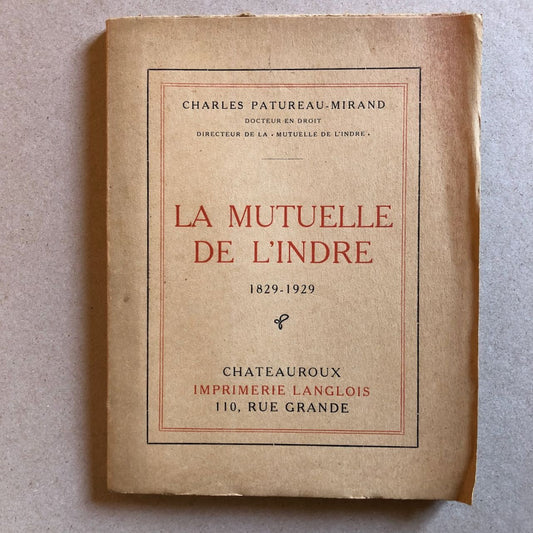 CHARLES PATUREAU-MIRAND
DOCTEUR EN DROIT
DIRECTEUR DE LA « MUTUELLE DE L'INDRE »
LA MUTUELLE
DE L'INDRE
1829-1929
CHATEAUROUX
IMPRIMERIE LANGLOIS
110, RUE GRANDE